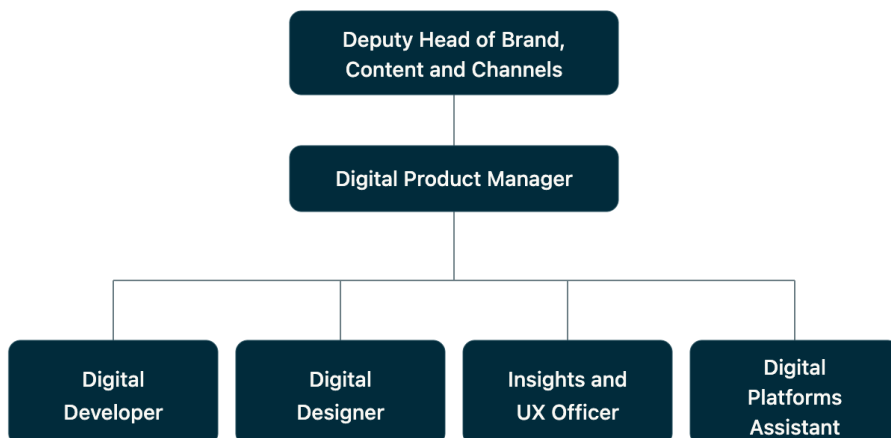 Deputy Head of Brand,
Content and Channels
Digital Product Manager
Digital
Developer
Digital
Designer
Insights and
UX Officer
Digital
Platforms
Assistant